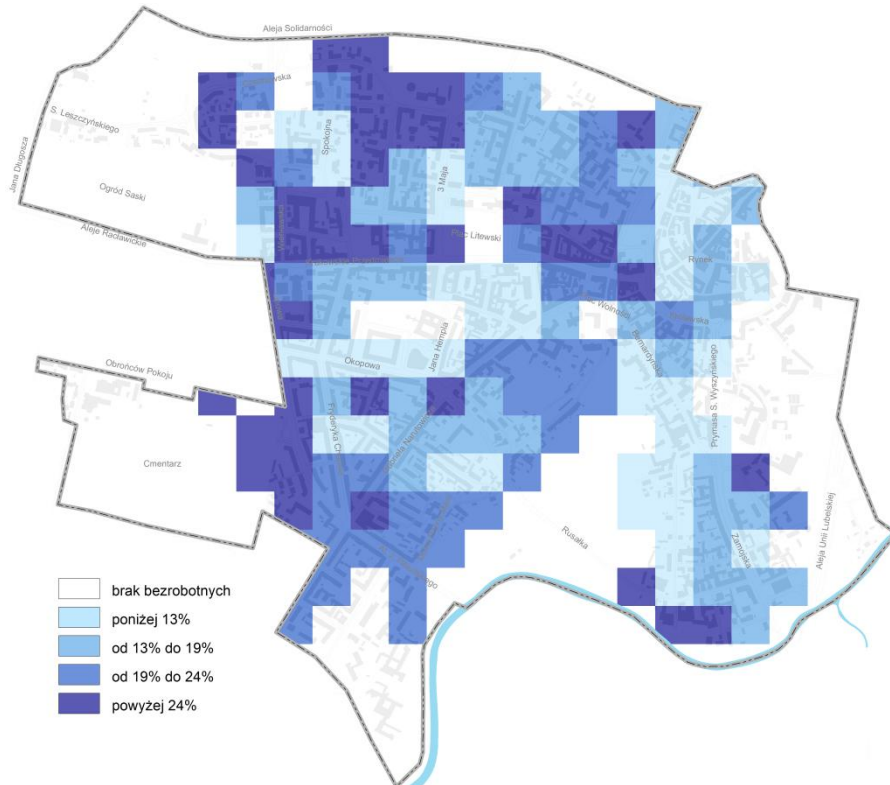 Aleja Solidarności
S. Leszczyńskiego
Spokojna
Jana Długosza
3 Maja
Ogród Saski
Aleje Racławickie
Plac Litewski
Rynek
Okopowa
Jana Hempla
Bernardyńska
Prymasa S. Wyszyńskiego
Obrońców Pokoju
Fryderyka Chopina
Cmentarz
Rusałka
Zamojska
Aleja Unii Lubelskiej
brak bezrobotnych
poniżej 13%
od 13% do 19%
od 19% do 24%
powyżej 24%